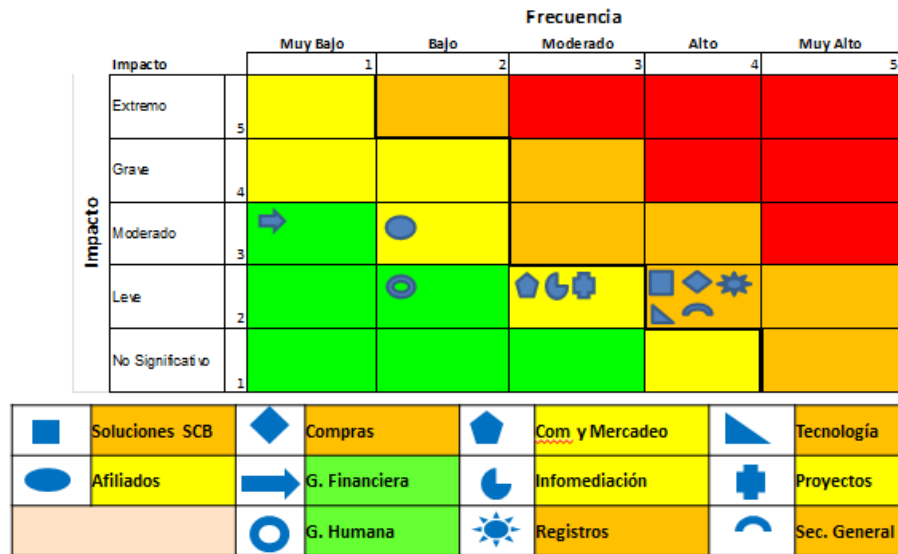 Frecuencia
Muy Bajo Bajo Moderado Alto Muy Alto
Impacto 1 2 3 4 5
Impacto
Extremo 5
Grave 4
Moderado 3
Leve 2
No Significativo 1
Soluciones SCB Compras Com y Mercadeo Tecnología
Afiliados G. Financiera Infomediación Proyectos
G. Humana Registros Sec. General